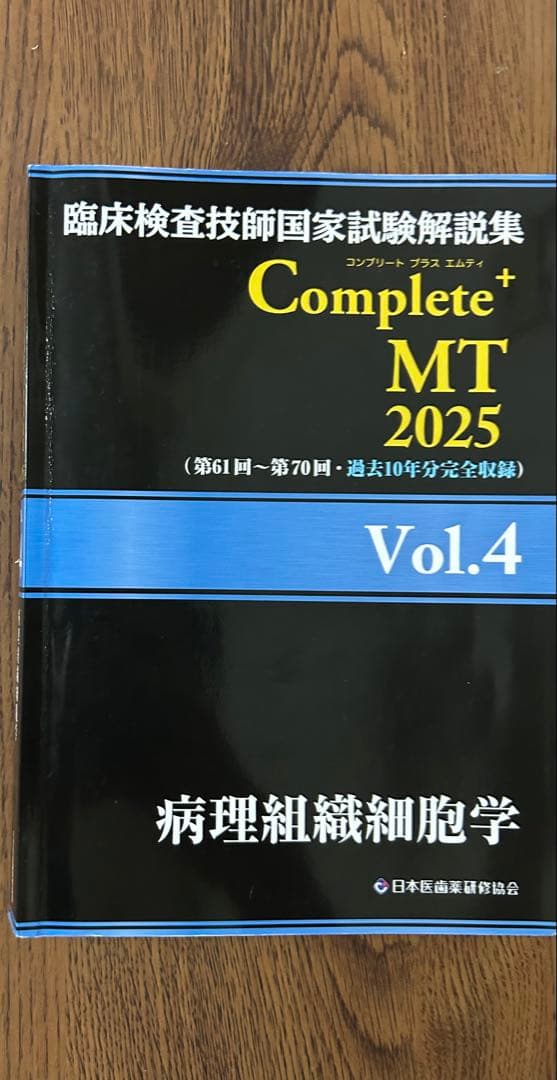 臨床検査技師国家試験解説集
コンプリート プラス エムティ
Complete+
MT
2025
(第61回～第70回・過去10年分完全収録)
Vol.4
病理組織細胞学
日本医歯薬研修協会